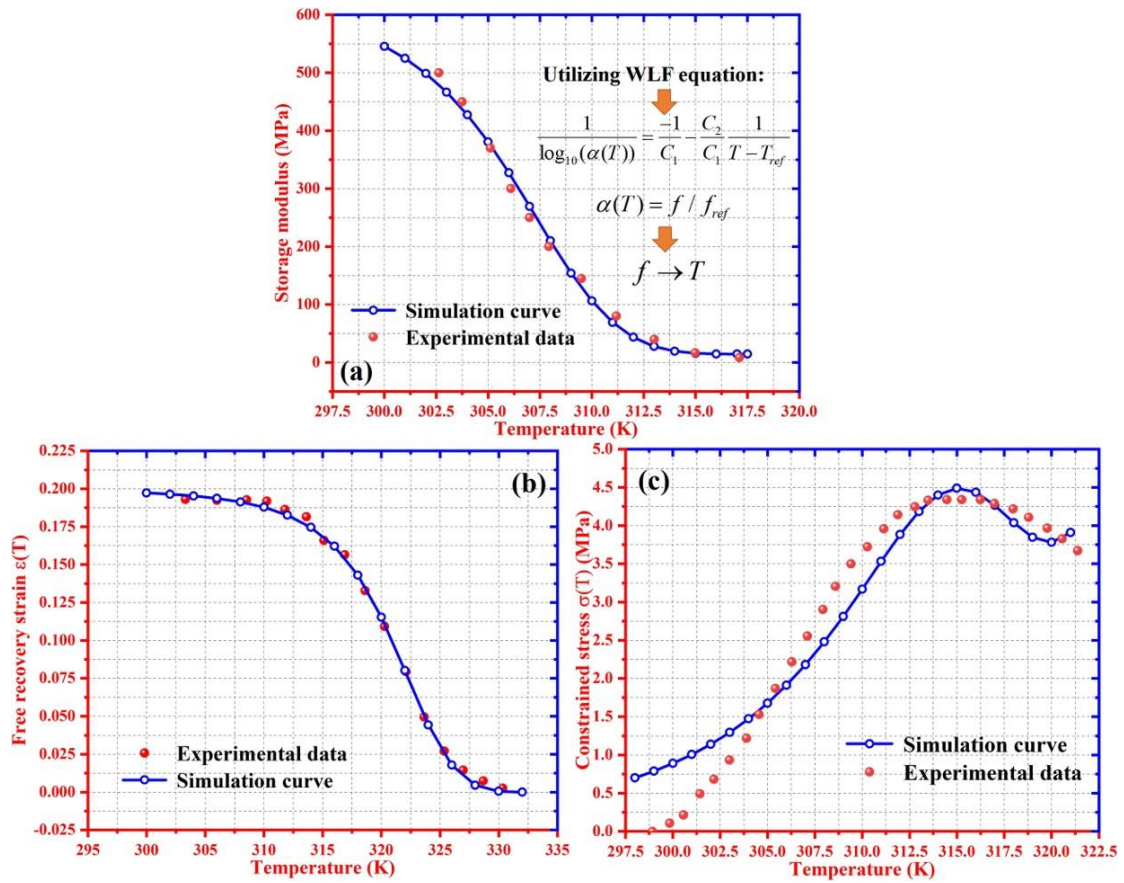 600
500
400
300
200
100
0
Storage modulus (MPa)
Utilizing WLF equation:
1/log₁₀(α(T)) = -1/C₁ - C₂/C₁ 1/(T - T_ref)
α(T) = f / f_ref
f → T
Simulation curve
Experimental data
(a)
297.5 300.0 302.5 305.0 307.5 310.0 312.5 315.0 317.5 320.0
Temperature (K)
0.225
0.200
0.175
0.150
0.125
0.100
0.075
0.050
0.025
0.000
-0.025
Free recovery strain ε(T)
(b)
Experimental data
Simulation curve
295 300 305 310 315 320 325 330 335
Temperature (K)
5.0
4.5
4.0
3.5
3.0
2.5
2.0
1.5
1.0
0.5
0.0
Constrained stress σ(T) (MPa)
(c)
Simulation curve
Experimental data
297.5 300.0 302.5 305.0 307.5 310.0 312.5 315.0 317.5 320.0 322.5
Temperature (K)